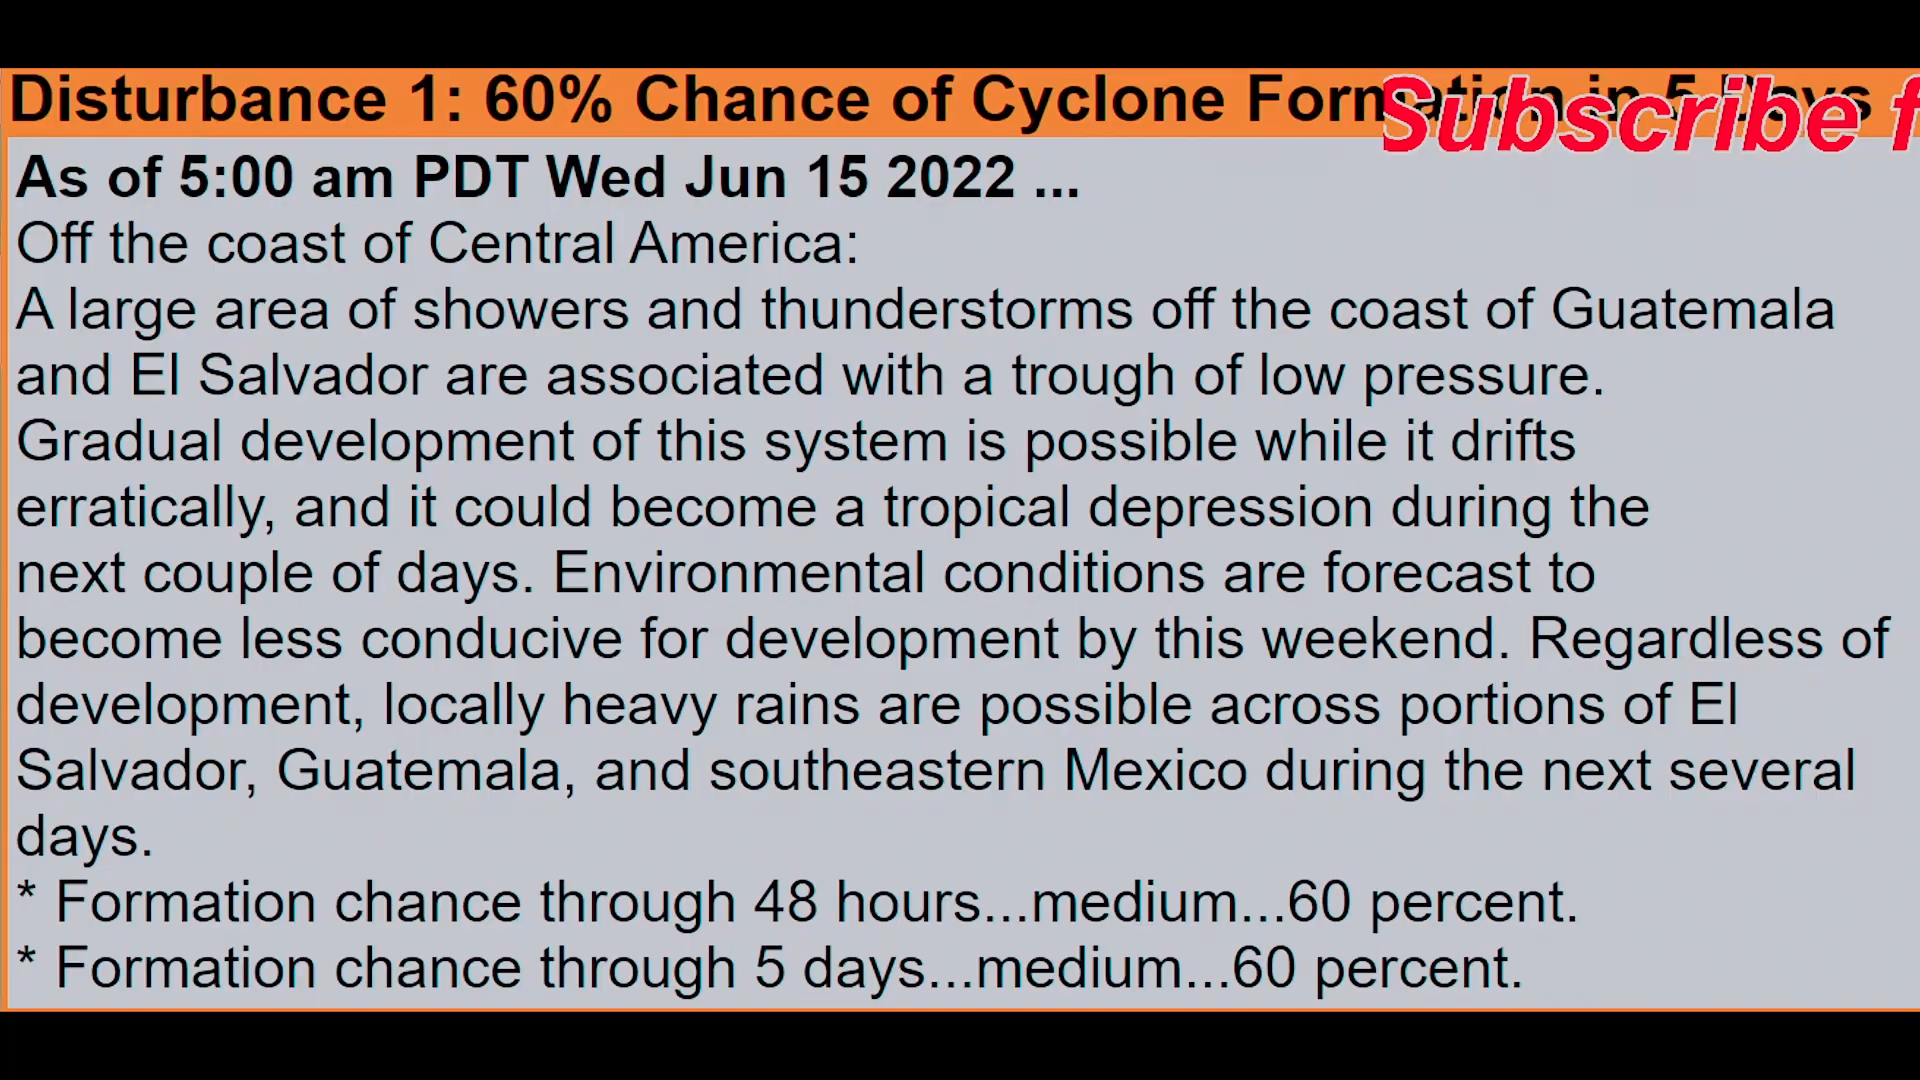 Disturbance 1: 60% Chance of Cyclone Formation in 5 Days
Subscribe f
As of 5:00 am PDT Wed Jun 15 2022 ...
Off the coast of Central America:
A large area of showers and thunderstorms off the coast of Guatemala
and El Salvador are associated with a trough of low pressure.
Gradual development of this system is possible while it drifts
erratically, and it could become a tropical depression during the
next couple of days. Environmental conditions are forecast to
become less conducive for development by this weekend. Regardless of
development, locally heavy rains are possible across portions of El
Salvador, Guatemala, and southeastern Mexico during the next several
days.
* Formation chance through 48 hours...medium...60 percent.
* Formation chance through 5 days...medium...60 percent.